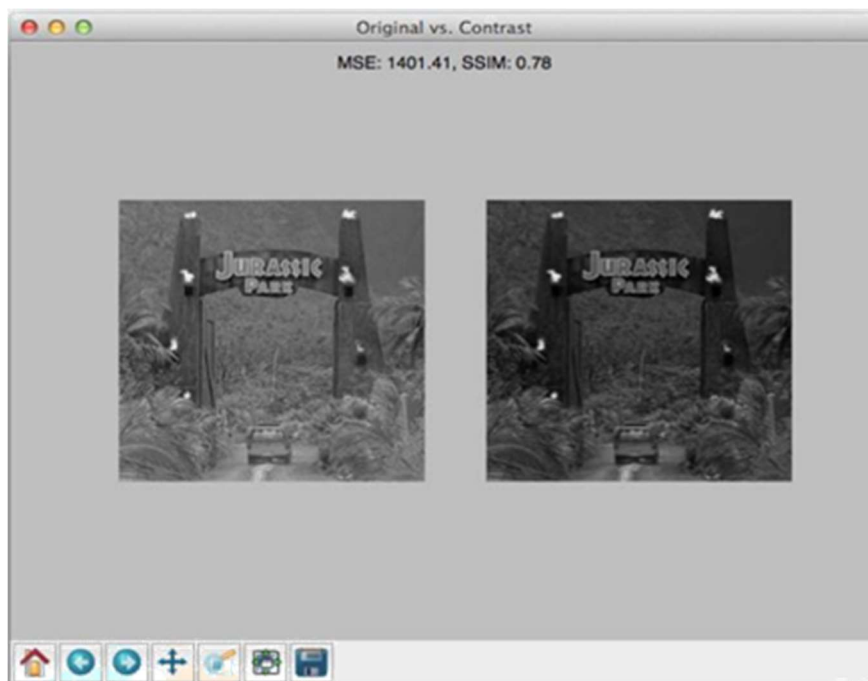 Original vs. Contrast
MSE: 1401.41, SSIM: 0.78
JURASSIC
PARK
JURASSIC
PARK